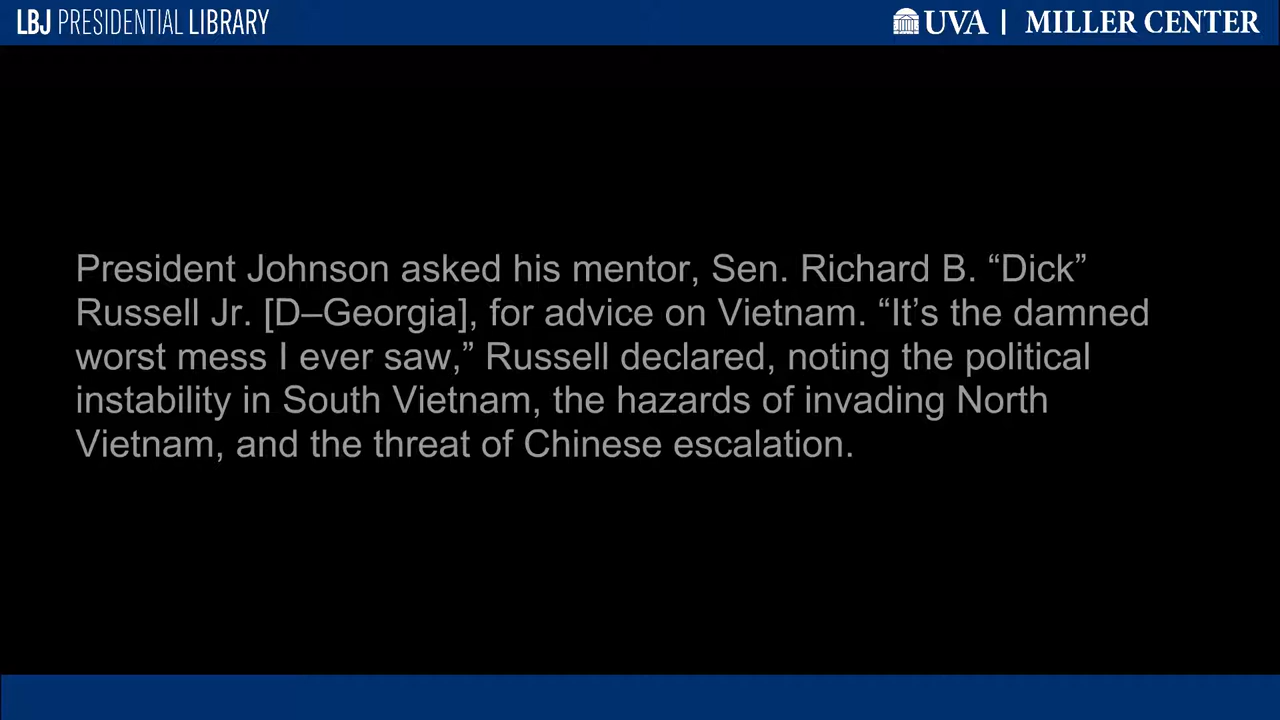 LBJ PRESIDENTIAL LIBRARY
UVA | MILLER CENTER
President Johnson asked his mentor, Sen. Richard B. “Dick”
Russell Jr. [D–Georgia], for advice on Vietnam. “It’s the damned
worst mess I ever saw,” Russell declared, noting the political
instability in South Vietnam, the hazards of invading North
Vietnam, and the threat of Chinese escalation.